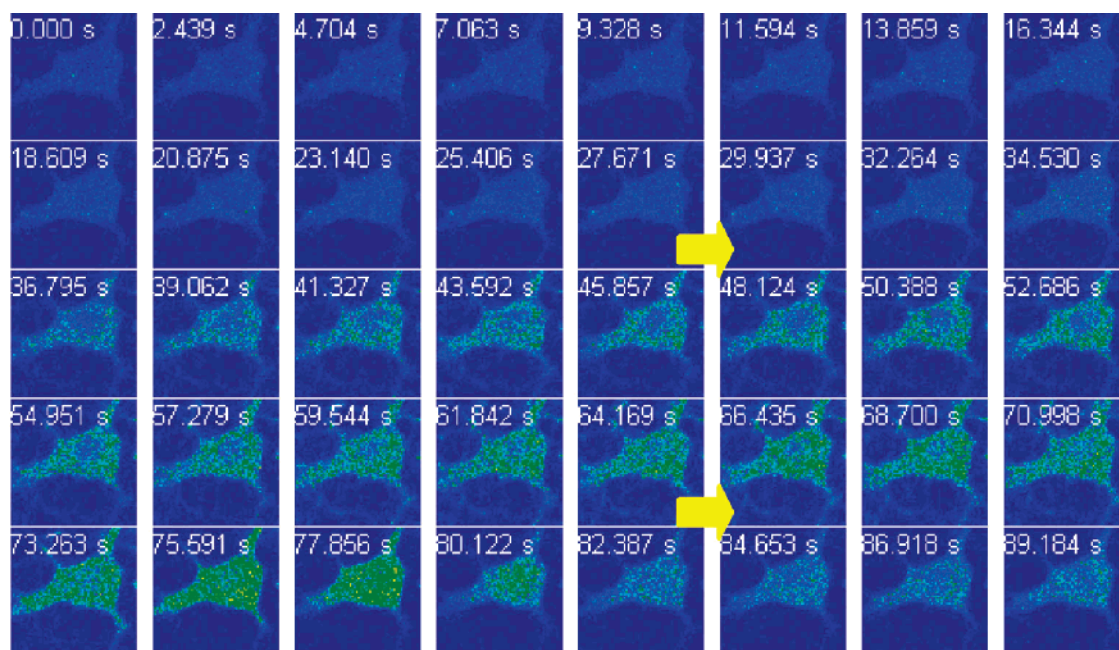 0.000 s 2.439 s 4.704 s 7.063 s 9.328 s 11.594 s 13.859 s 16.344 s
18.609 s 20.875 s 23.140 s 25.406 s 27.671 s 29.937 s 32.264 s 34.530 s
36.795 s 39.062 s 41.327 s 43.592 s 45.857 s 48.124 s 50.388 s 52.686 s
54.951 s 57.279 s 59.544 s 61.842 s 64.169 s 66.435 s 68.700 s 70.998 s
73.263 s 75.591 s 77.856 s 80.122 s 82.387 s 84.653 s 86.918 s 89.184 s